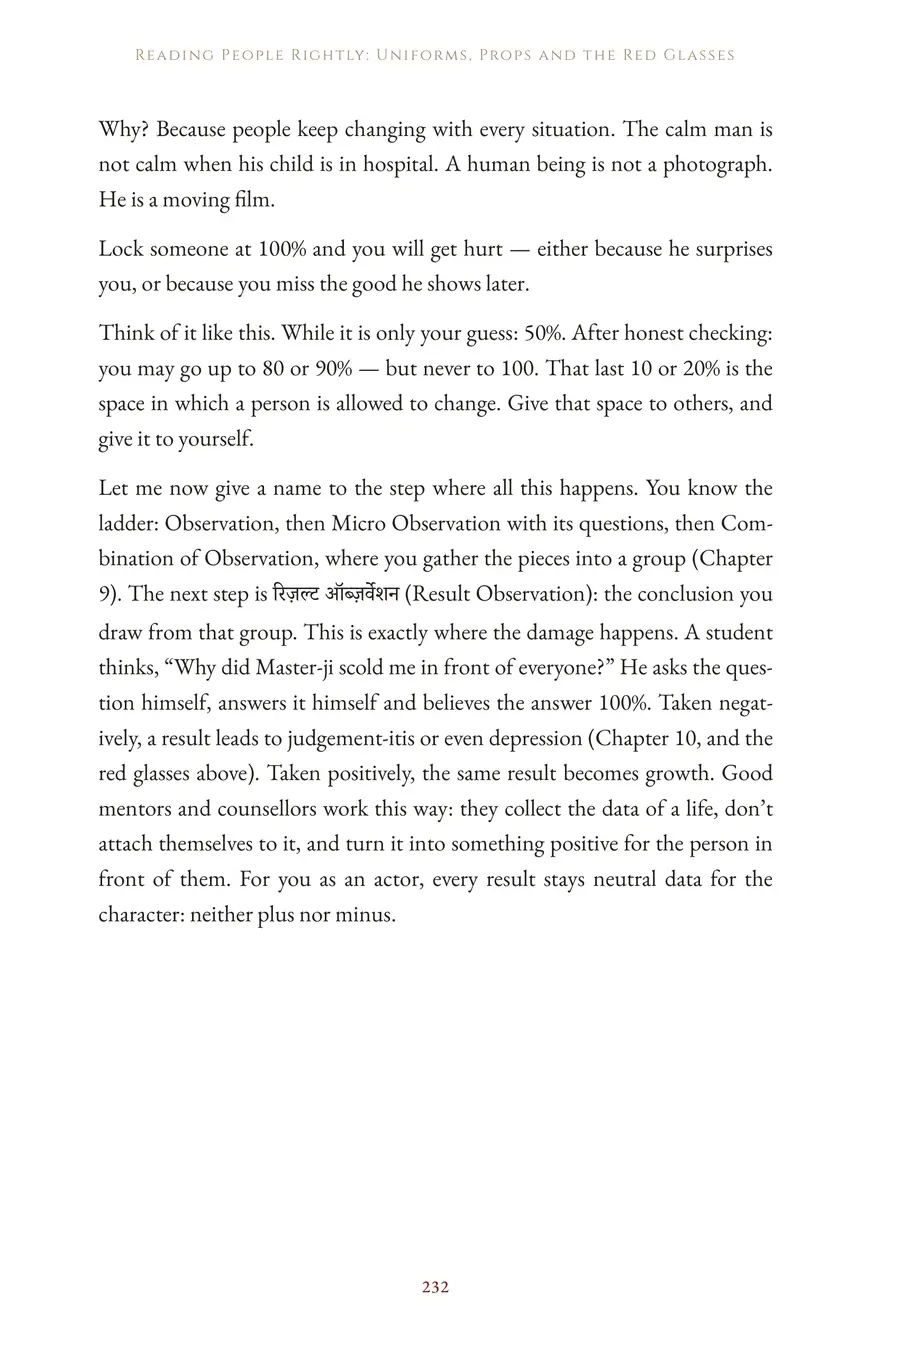 Reading People Rightly: Uniforms, Props and the Red Glasses
Why? Because people keep changing with every situation. The calm man is
not calm when his child is in hospital. A human being is not a photograph.
He is a moving film.
Lock someone at 100% and you will get hurt — either because he surprises
you, or because you miss the good he shows later.
Think of it like this. While it is only your guess: 50%. After honest checking:
you may go up to 80 or 90% — but never to 100. That last 10 or 20% is the
space in which a person is allowed to change. Give that space to others, and
give it to yourself.
Let me now give a name to the step where all this happens. You know the
ladder: Observation, then Micro Observation with its questions, then Com-
bination of Observation, where you gather the pieces into a group (Chapter
9). The next step is रिज़ल्ट ऑब्ज़र्वेशन (Result Observation): the conclusion you
draw from that group. This is exactly where the damage happens. A student
thinks, “Why did Master-ji scold me in front of everyone?” He asks the ques-
tion himself, answers it himself and believes the answer 100%. Taken negat-
ively, a result leads to judgement-itis or even depression (Chapter 10, and the
red glasses above). Taken positively, the same result becomes growth. Good
mentors and counsellors work this way: they collect the data of a life, don’t
attach themselves to it, and turn it into something positive for the person in
front of them. For you as an actor, every result stays neutral data for the
character: neither plus nor minus.
232